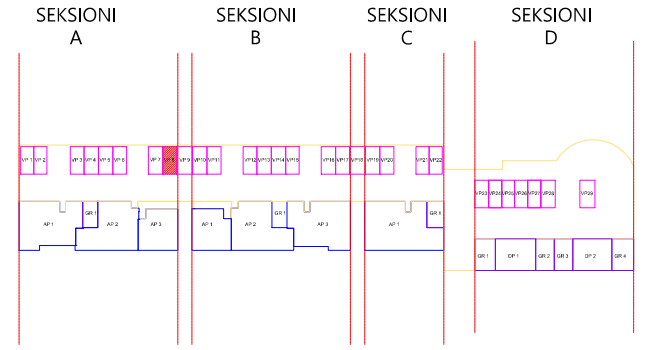 SEKSIONI SEKSIONI SEKSIONI SEKSIONI
A B C D
VP 1 VP 2 VP 3 VP 4 VP 5 VP 6 VP 7 VP 8 VP 9 VP10 VP11 VP12 VP13 VP14 VP15 VP16 VP17 VP18 VP19 VP20 VP21 VP22
VP23 VP24 VP25 VP26 VP27 VP28 VP29
GR 1 GR 1 GR 1
AP 1 AP 2 AP 3 AP 1 AP 2 AP 3 AP 1
GR 1 DP 1 GR 2 GR 3 DP 2 GR 4